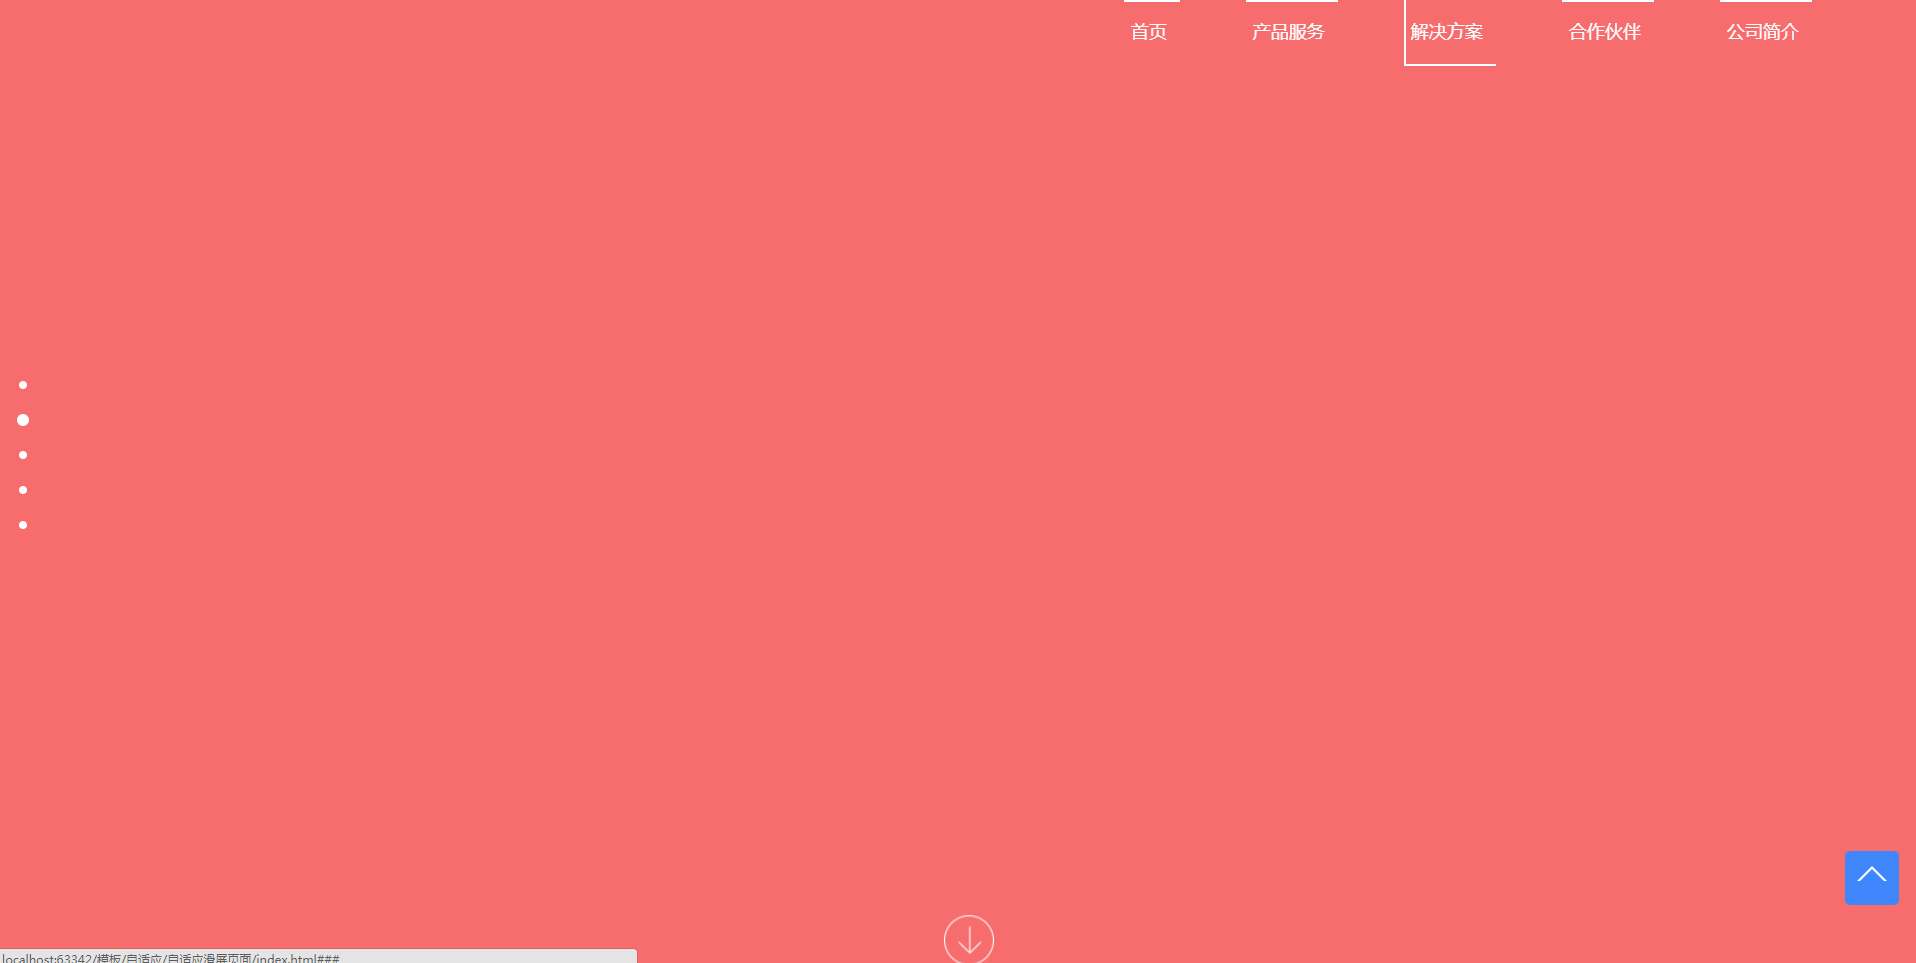 首页
产品服务
解决方案
合作伙伴
公司简介
localhost:63342/模板/自适应/自适应滑屏页面/index.html###